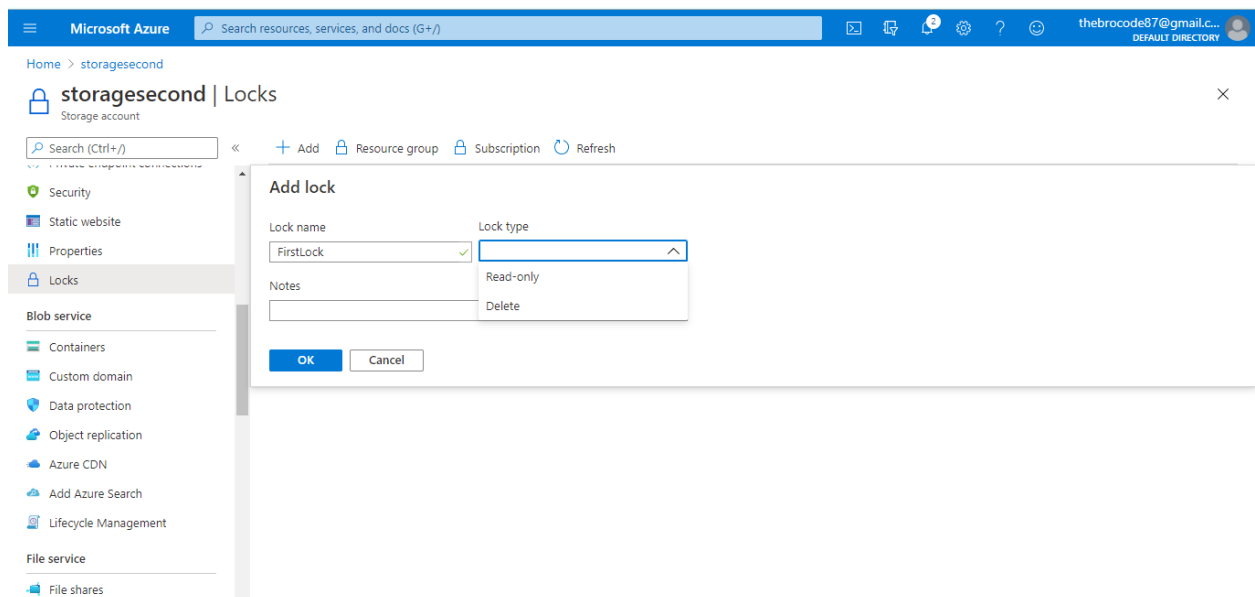 Microsoft Azure
Search resources, services, and docs (G+/)
2
thebrocode87@gmail.c...
DEFAULT DIRECTORY
Home > storagesecond
storagesecond | Locks
Storage account
Search (Ctrl+/)
«
Add
Resource group
Subscription
Refresh
Private endpoint connections
Security
Static website
Properties
Locks
Blob service
Containers
Custom domain
Data protection
Object replication
Azure CDN
Add Azure Search
Lifecycle Management
File service
File shares
Add lock
Lock name
Lock type
FirstLock
Read-only
Delete
Notes
OK
Cancel